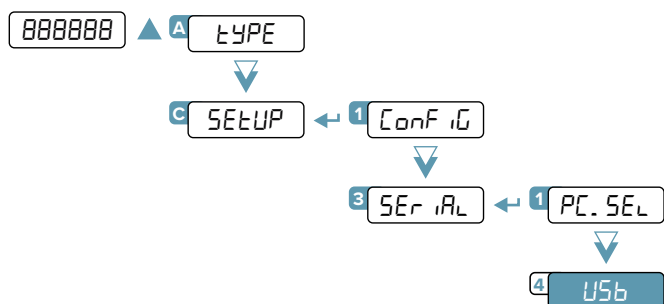 888888 A tYPE
C SEtUP 1 ConFiG
3 SEriAL 1 PC.SEL
4 USb